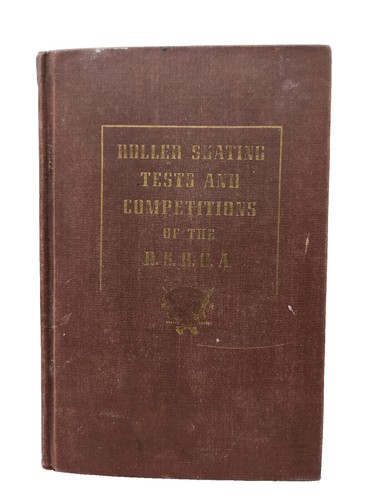 ROLLER SKATING
TESTS AND
COMPETITIONS
OF THE
R. S. R. O. A.